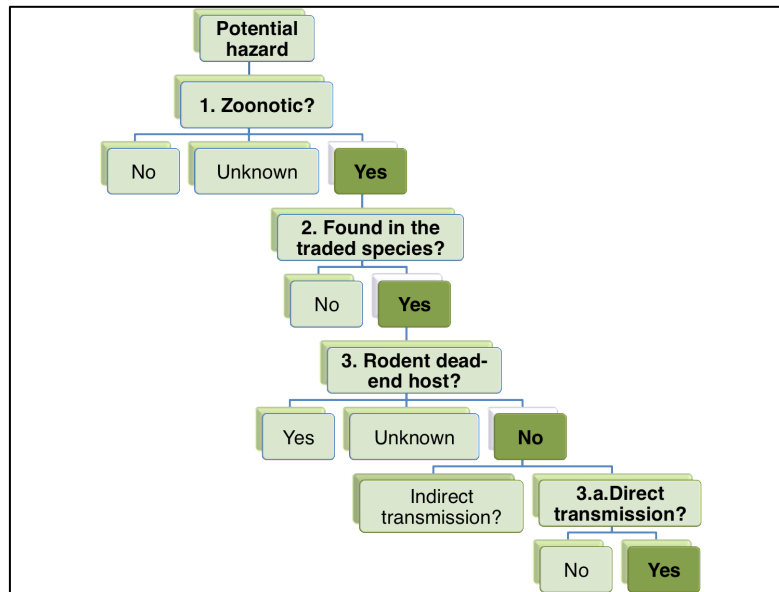 Potential
hazard
1. Zoonotic?
No
Unknown
Yes
2. Found in the
traded species?
No
Yes
3. Rodent dead-
end host?
Yes
Unknown
No
Indirect
transmission?
3.a.Direct
transmission?
No
Yes